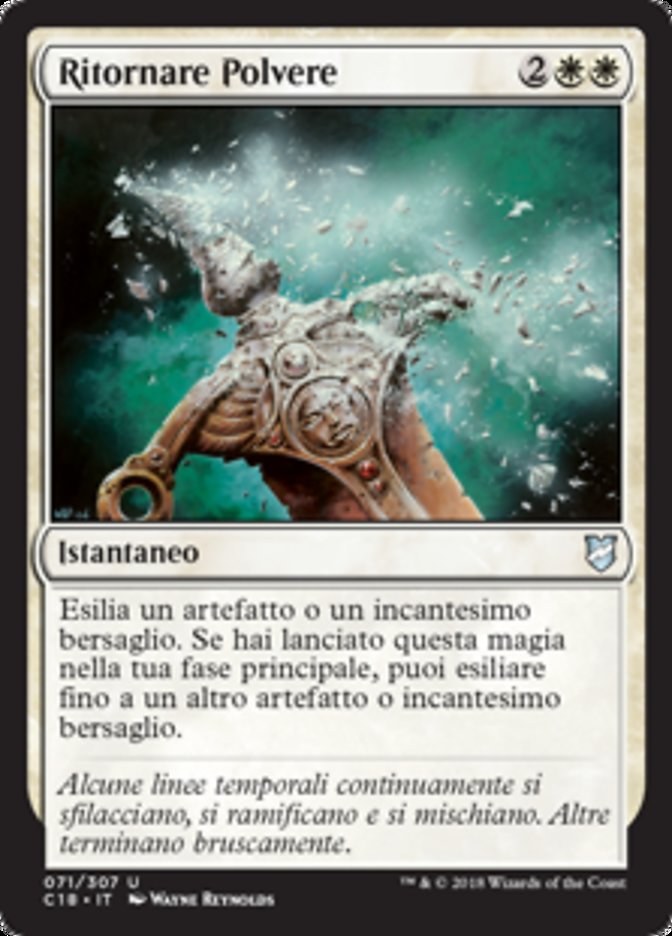 Ritornare Polvere 2
Istantaneo
Esilia un artefatto o un incantesimo
bersaglio. Se hai lanciato questa magia
nella tua fase principale, puoi esiliare
fino a un altro artefatto o incantesimo
bersaglio.
Alcune linee temporali continuamente si
sfilacciano, si ramificano e si mischiano. Altre
terminano bruscamente.
071/307 U
™ & © 2018 Wizards of the Coast
C18 • IT Wayne Reynolds